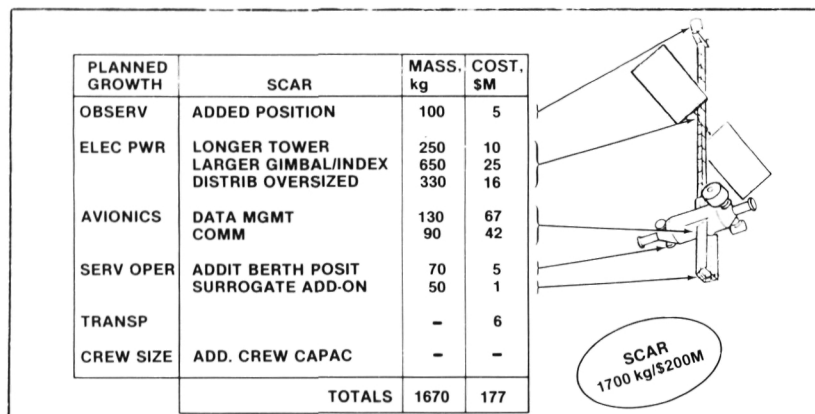 PLANNED GROWTH SCAR MASS, kg COST, $M
OBSERV ADDED POSITION 100 5
ELEC PWR LONGER TOWER 250 10
LARGER GIMBAL/INDEX 650 25
DISTRIB OVERSIZED 330 16
AVIONICS DATA MGMT 130 67
COMM 90 42
SERV OPER ADDIT BERTH POSIT 70 5
SURROGATE ADD-ON 50 1
TRANSP – 6
CREW SIZE ADD. CREW CAPAC – –
TOTALS 1670 177
SCAR
1700 kg/$200M